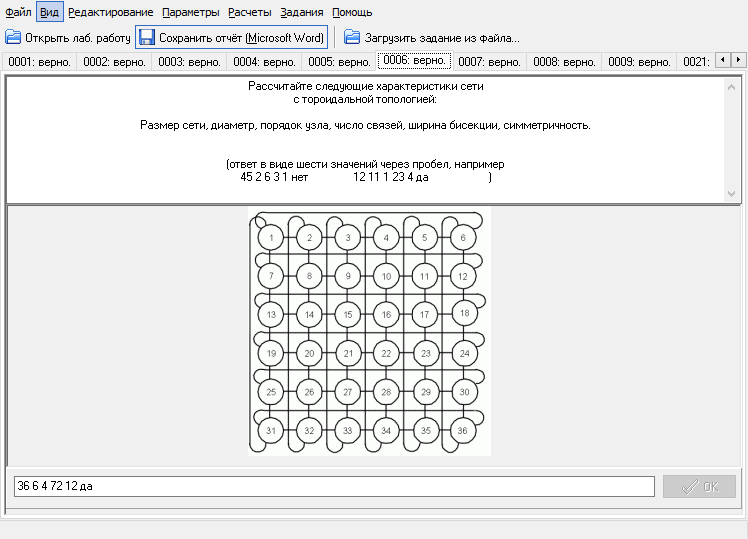 Файл Вид Редактирование Параметры Расчеты Задания Помощь
Открыть лаб. работу Сохранить отчёт (Microsoft Word) Загрузить задание из файла...
0001: верно. 0002: верно. 0003: верно. 0004: верно. 0005: верно. 0006: верно. 0007: верно. 0008: верно. 0009: верно. 0021:
Рассчитайте следующие характеристики сети
с тороидальной топологией:
Размер сети, диаметр, порядок узла, число связей, ширина бисекции, симметричность.
(ответ в виде шести значений через пробел, например
45 2 6 3 1 нет 12 11 1 23 4 да )
1 2 3 4 5 6
7 8 9 10 11 12
13 14 15 16 17 18
19 20 21 22 23 24
25 26 27 28 29 30
31 32 33 34 35 36
36 6 4 72 12 да
OK